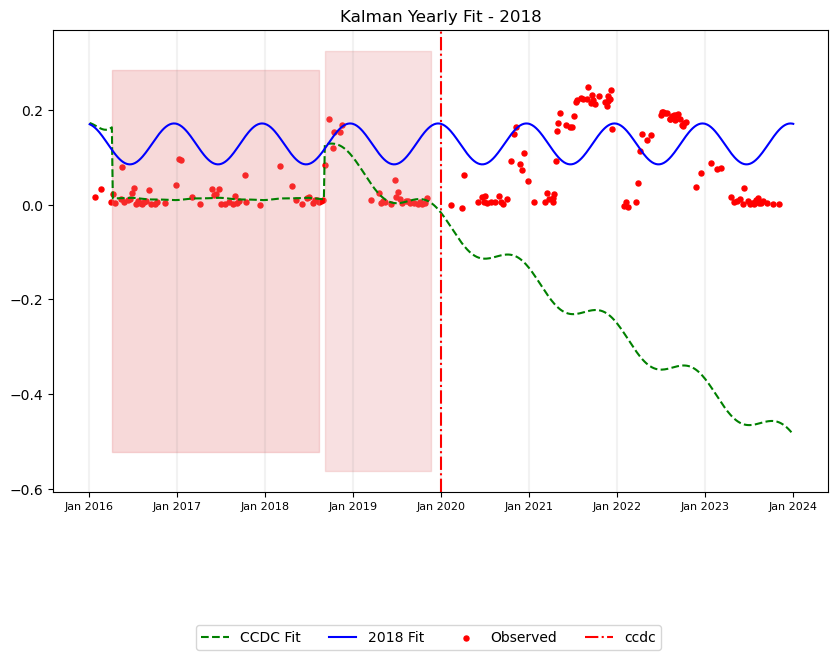 Kalman Yearly Fit - 2018
0.2
0.0
−0.2
−0.4
−0.6
Jan 2016 Jan 2017 Jan 2018 Jan 2019 Jan 2020 Jan 2021 Jan 2022 Jan 2023 Jan 2024
CCDC Fit 2018 Fit Observed ccdc